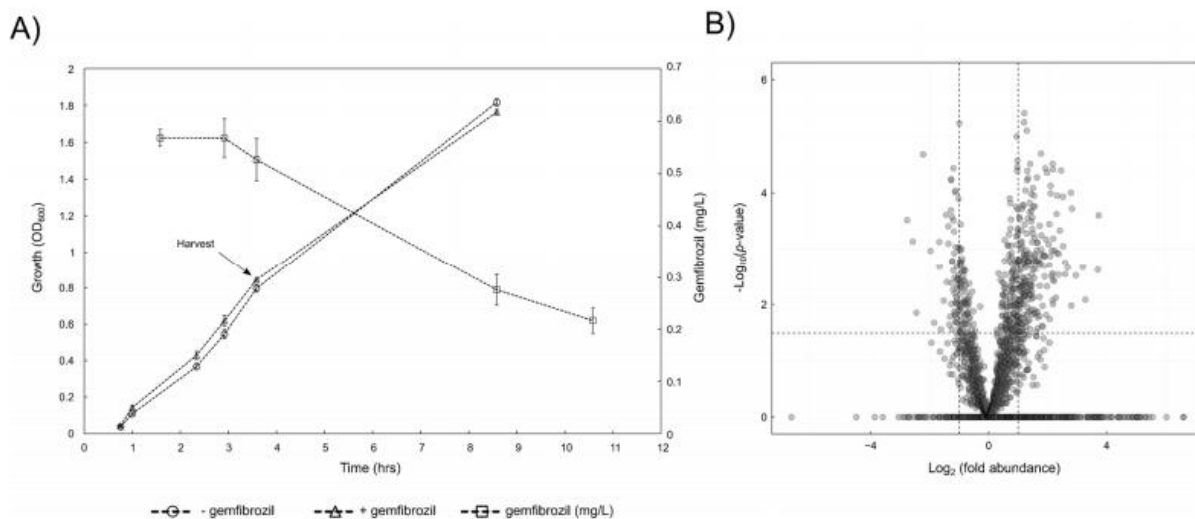 A)
B)
2
1.8
1.6
1.4
1.2
1
0.8
0.6
0.4
0.2
0
Growth (OD600)
Harvest
0.7
0.6
0.5
0.4
0.3
0.2
0.1
0
Gemfibrozil (mg/L)
0 1 2 3 4 5 6 7 8 9 10 11 12
Time (hrs)
- gemfibrozil + gemfibrozil gemfibrozil (mg/L)
6
4
2
0
-Log10(p-value)
−4 0 4
Log2 (fold abundance)